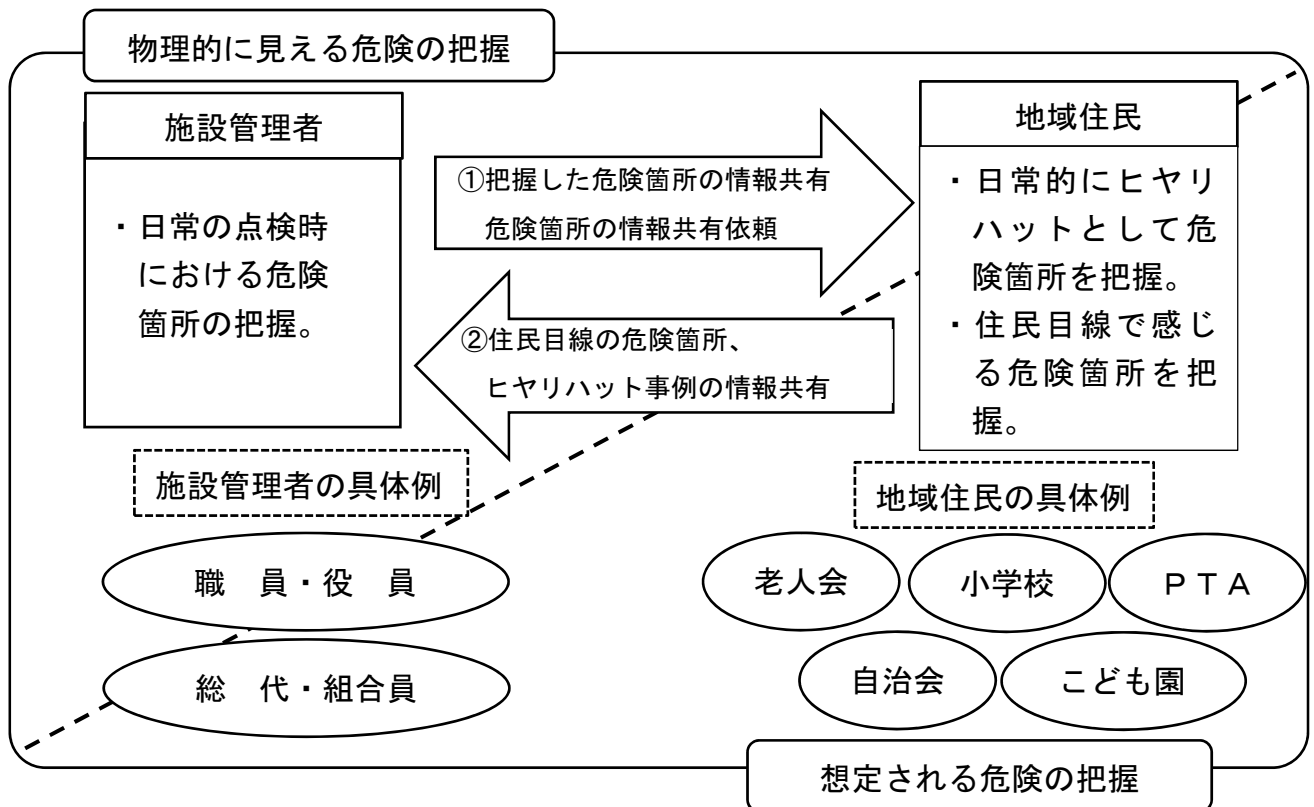 物理的に見える危険の把握
施設管理者
・日常の点検時
における危険
箇所の把握。
①把握した危険箇所の情報共有
危険箇所の情報共有依頼
②住民目線の危険箇所、
ヒヤリハット事例の情報共有
地域住民
・日常的にヒヤリ
ハットとして危
険箇所を把握。
・住民目線で感じ
る危険箇所を把
握。
施設管理者の具体例
職　員・役　員
総　代・組合員
地域住民の具体例
老人会
小学校
ＰＴＡ
自治会
こども園
想定される危険の把握